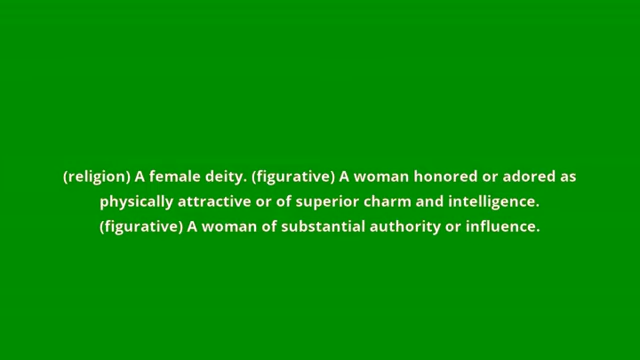 (religion) A female deity. (figurative) A woman honored or adored as
physically attractive or of superior charm and intelligence.
(figurative) A woman of substantial authority or influence.